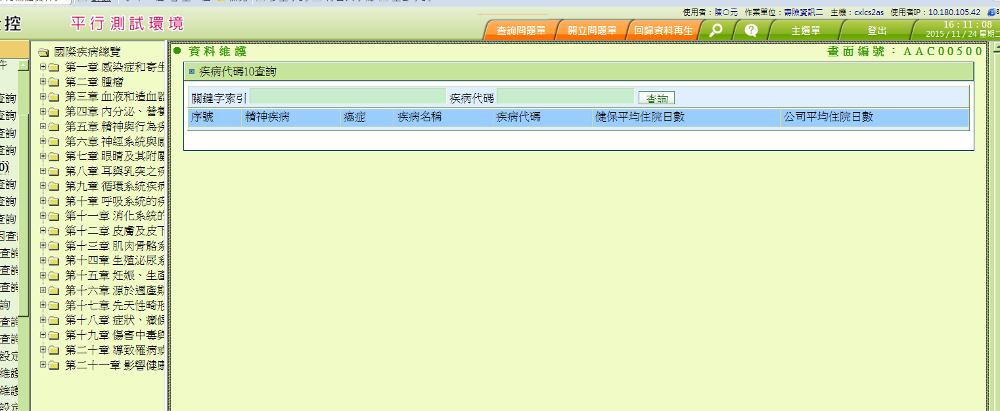 使用者：陳○元 作業單位：壽險資訊二 主機：cxlcs2as 使用者IP：10.180.105.42
控
平行測試環境
查詢問題單
開立問題單
回歸資料再生
主選單
登出
16：11：08
2015 / 11 / 24 星期二
件
查詢
查詢
查詢
查詢
0)
查詢
查詢
查詢
因查詢
查詢
查詢
查詢
詢
查詢
查詢
設定
維護
維護
設定
國際疾病總覽
第一章 感染症和寄生
第二章 腫瘤
第三章 血液和造血器
第四章 內分泌、營養
第五章 精神與行為疾
第六章 神經系統與感
第七章 眼睛及其附屬
第八章 耳與乳突之疾
第九章 循環系統疾病
第十章 呼吸系統的疾
第十一章 消化系統的
第十二章 皮膚及皮下
第十三章 肌肉骨骼系
第十四章 生殖泌尿系
第十五章 妊娠、生產
第十六章 源於週產期
第十七章 先天性畸形
第十八章 症狀、癥候
第十九章 傷害中毒與
第二十章 導致罹病或
第二十一章 影響健康
資料維護
畫面編號：AAC00500
疾病代碼10查詢
關鍵字索引 疾病代碼 查詢
序號 精神疾病 癌症 疾病名稱 疾病代碼 健保平均住院日數 公司平均住院日數